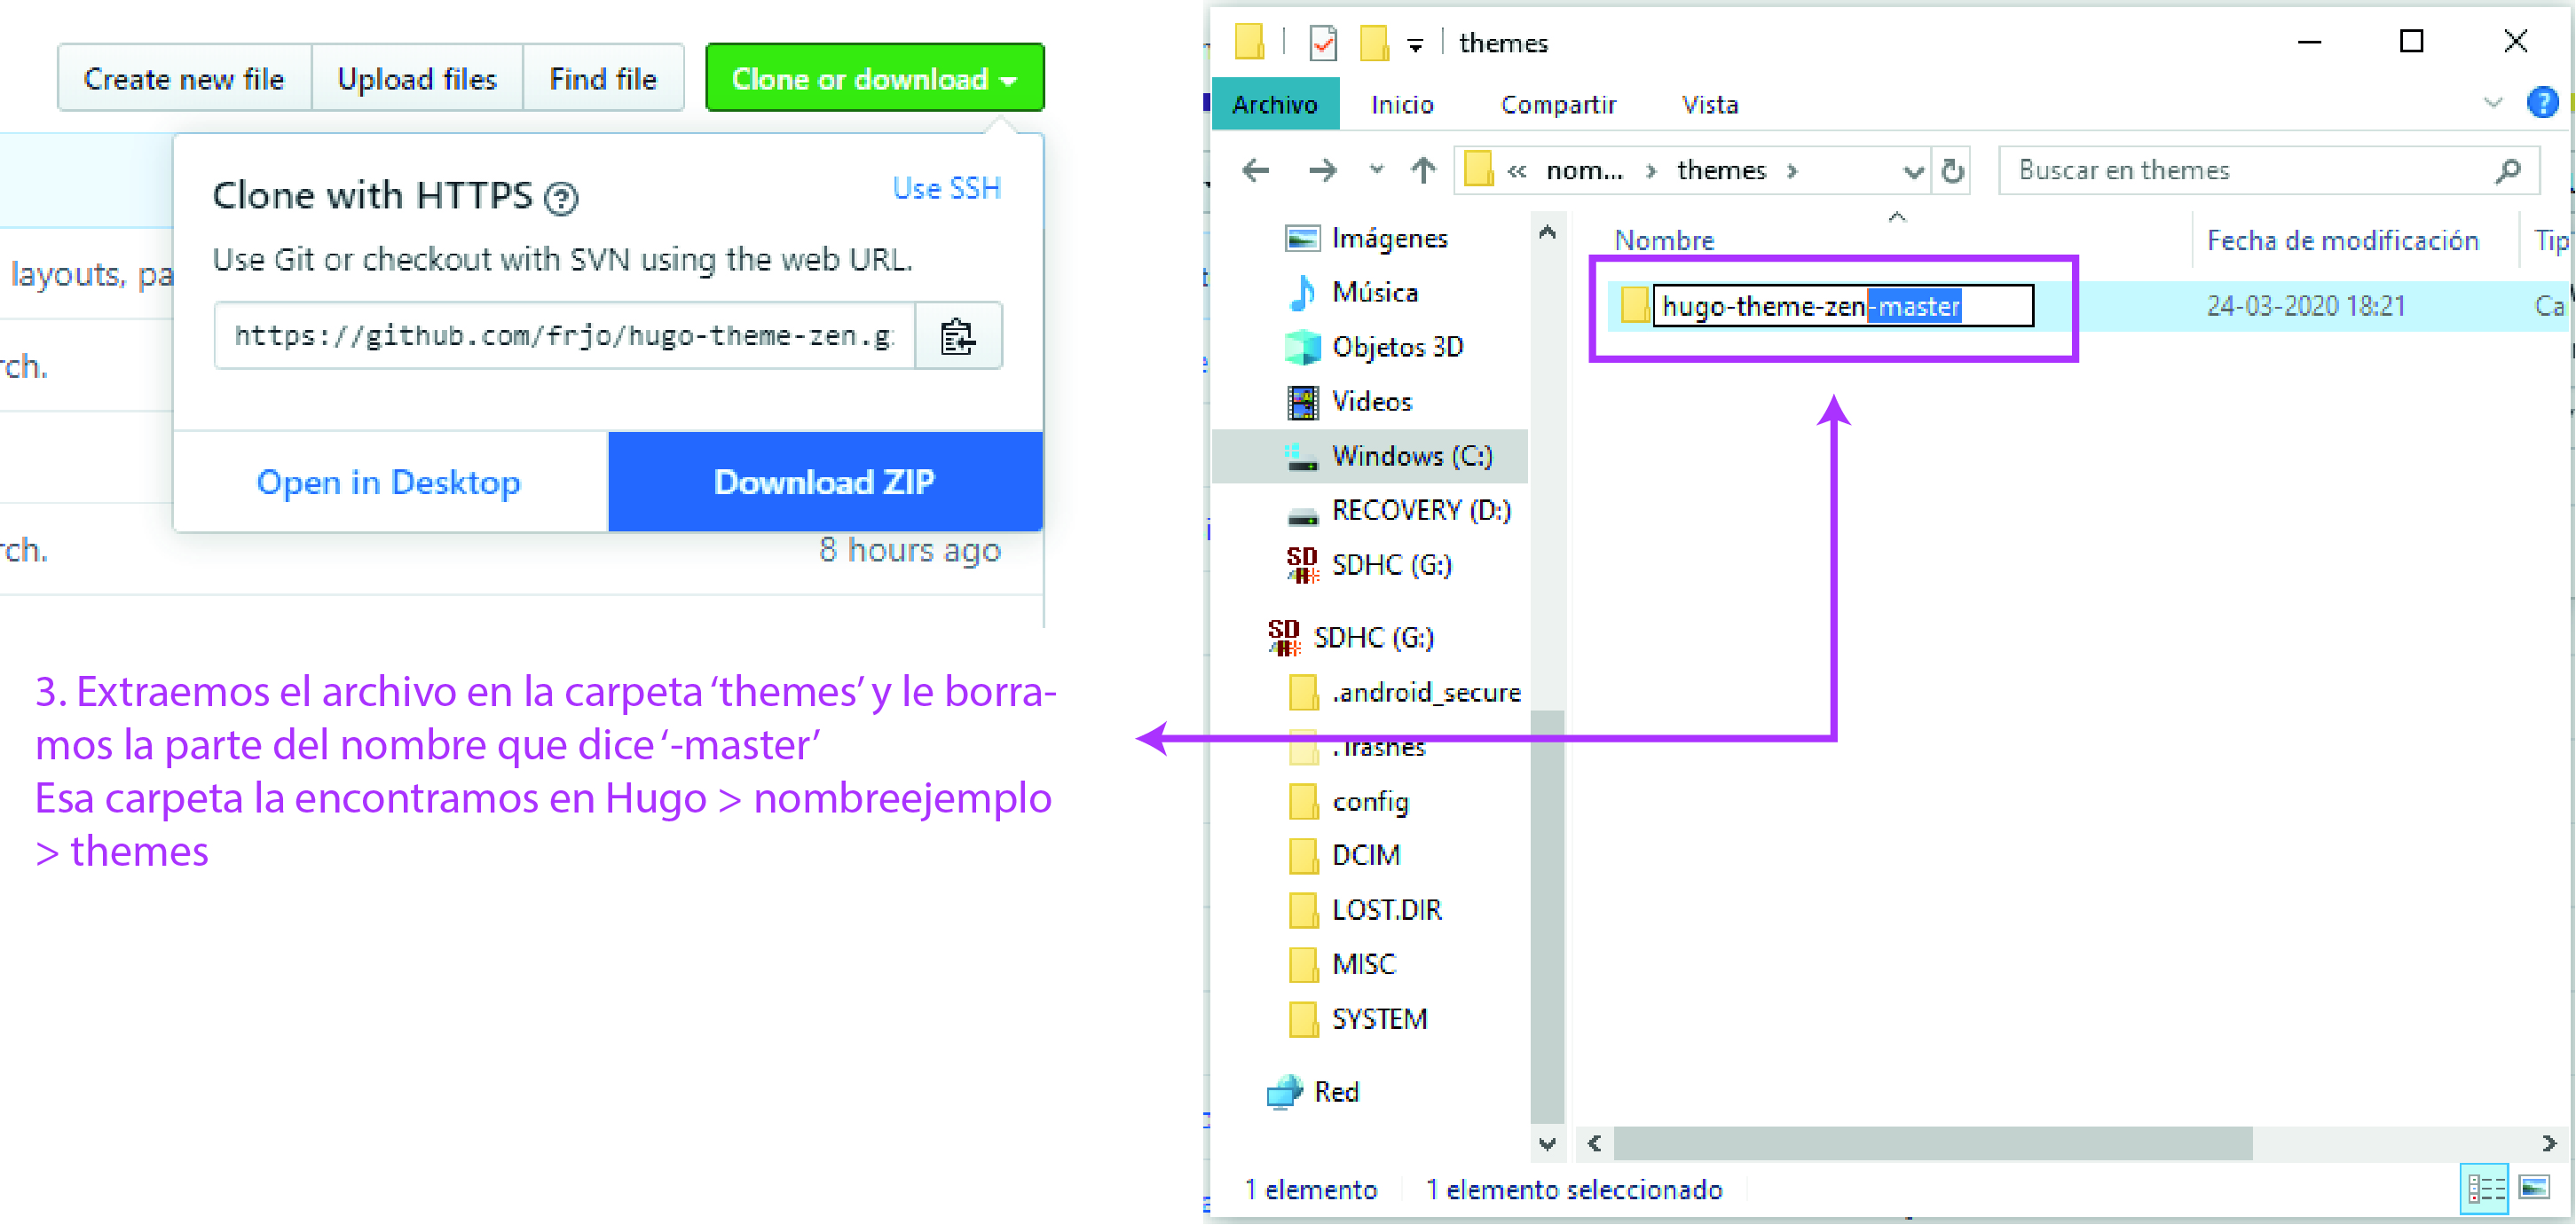 Create new file
Upload files
Find file
Clone or download
Clone with HTTPS
Use SSH
Use Git or checkout with SVN using the web URL.
https://github.com/frjo/hugo-theme-zen.g
Open in Desktop
Download ZIP
layouts, pa
rch.
rch.
8 hours ago
3. Extraemos el archivo en la carpeta ‘themes’ y le borra-
mos la parte del nombre que dice ‘-master’
Esa carpeta la encontramos en Hugo > nombreejemplo
> themes
themes
Archivo
Inicio
Compartir
Vista
« nom... > themes >
Buscar en themes
Nombre
Fecha de modificación
Tip
hugo-theme-zen-master
24-03-2020 18:21
Ca
Imágenes
Música
Objetos 3D
Videos
Windows (C:)
RECOVERY (D:)
SDHC (G:)
SDHC (G:)
.android_secure
.Trashes
config
DCIM
LOST.DIR
MISC
SYSTEM
Red
1 elemento
1 elemento seleccionado